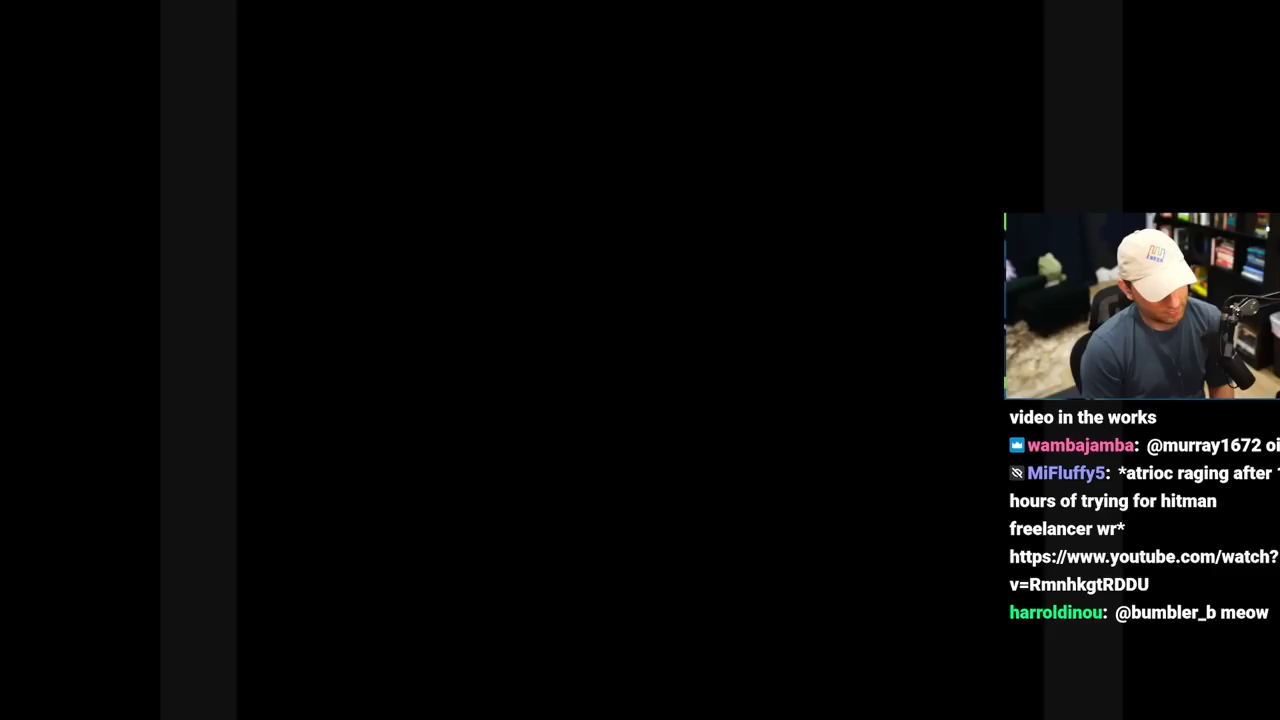 video in the works
wambajamba: @murray1672 oi
MiFluffy5: *atrioc raging after
hours of trying for hitman
freelancer wr*
https://www.youtube.com/watch?
v=RmnhkgtRDDU
harroldinou: @bumbler_b meow